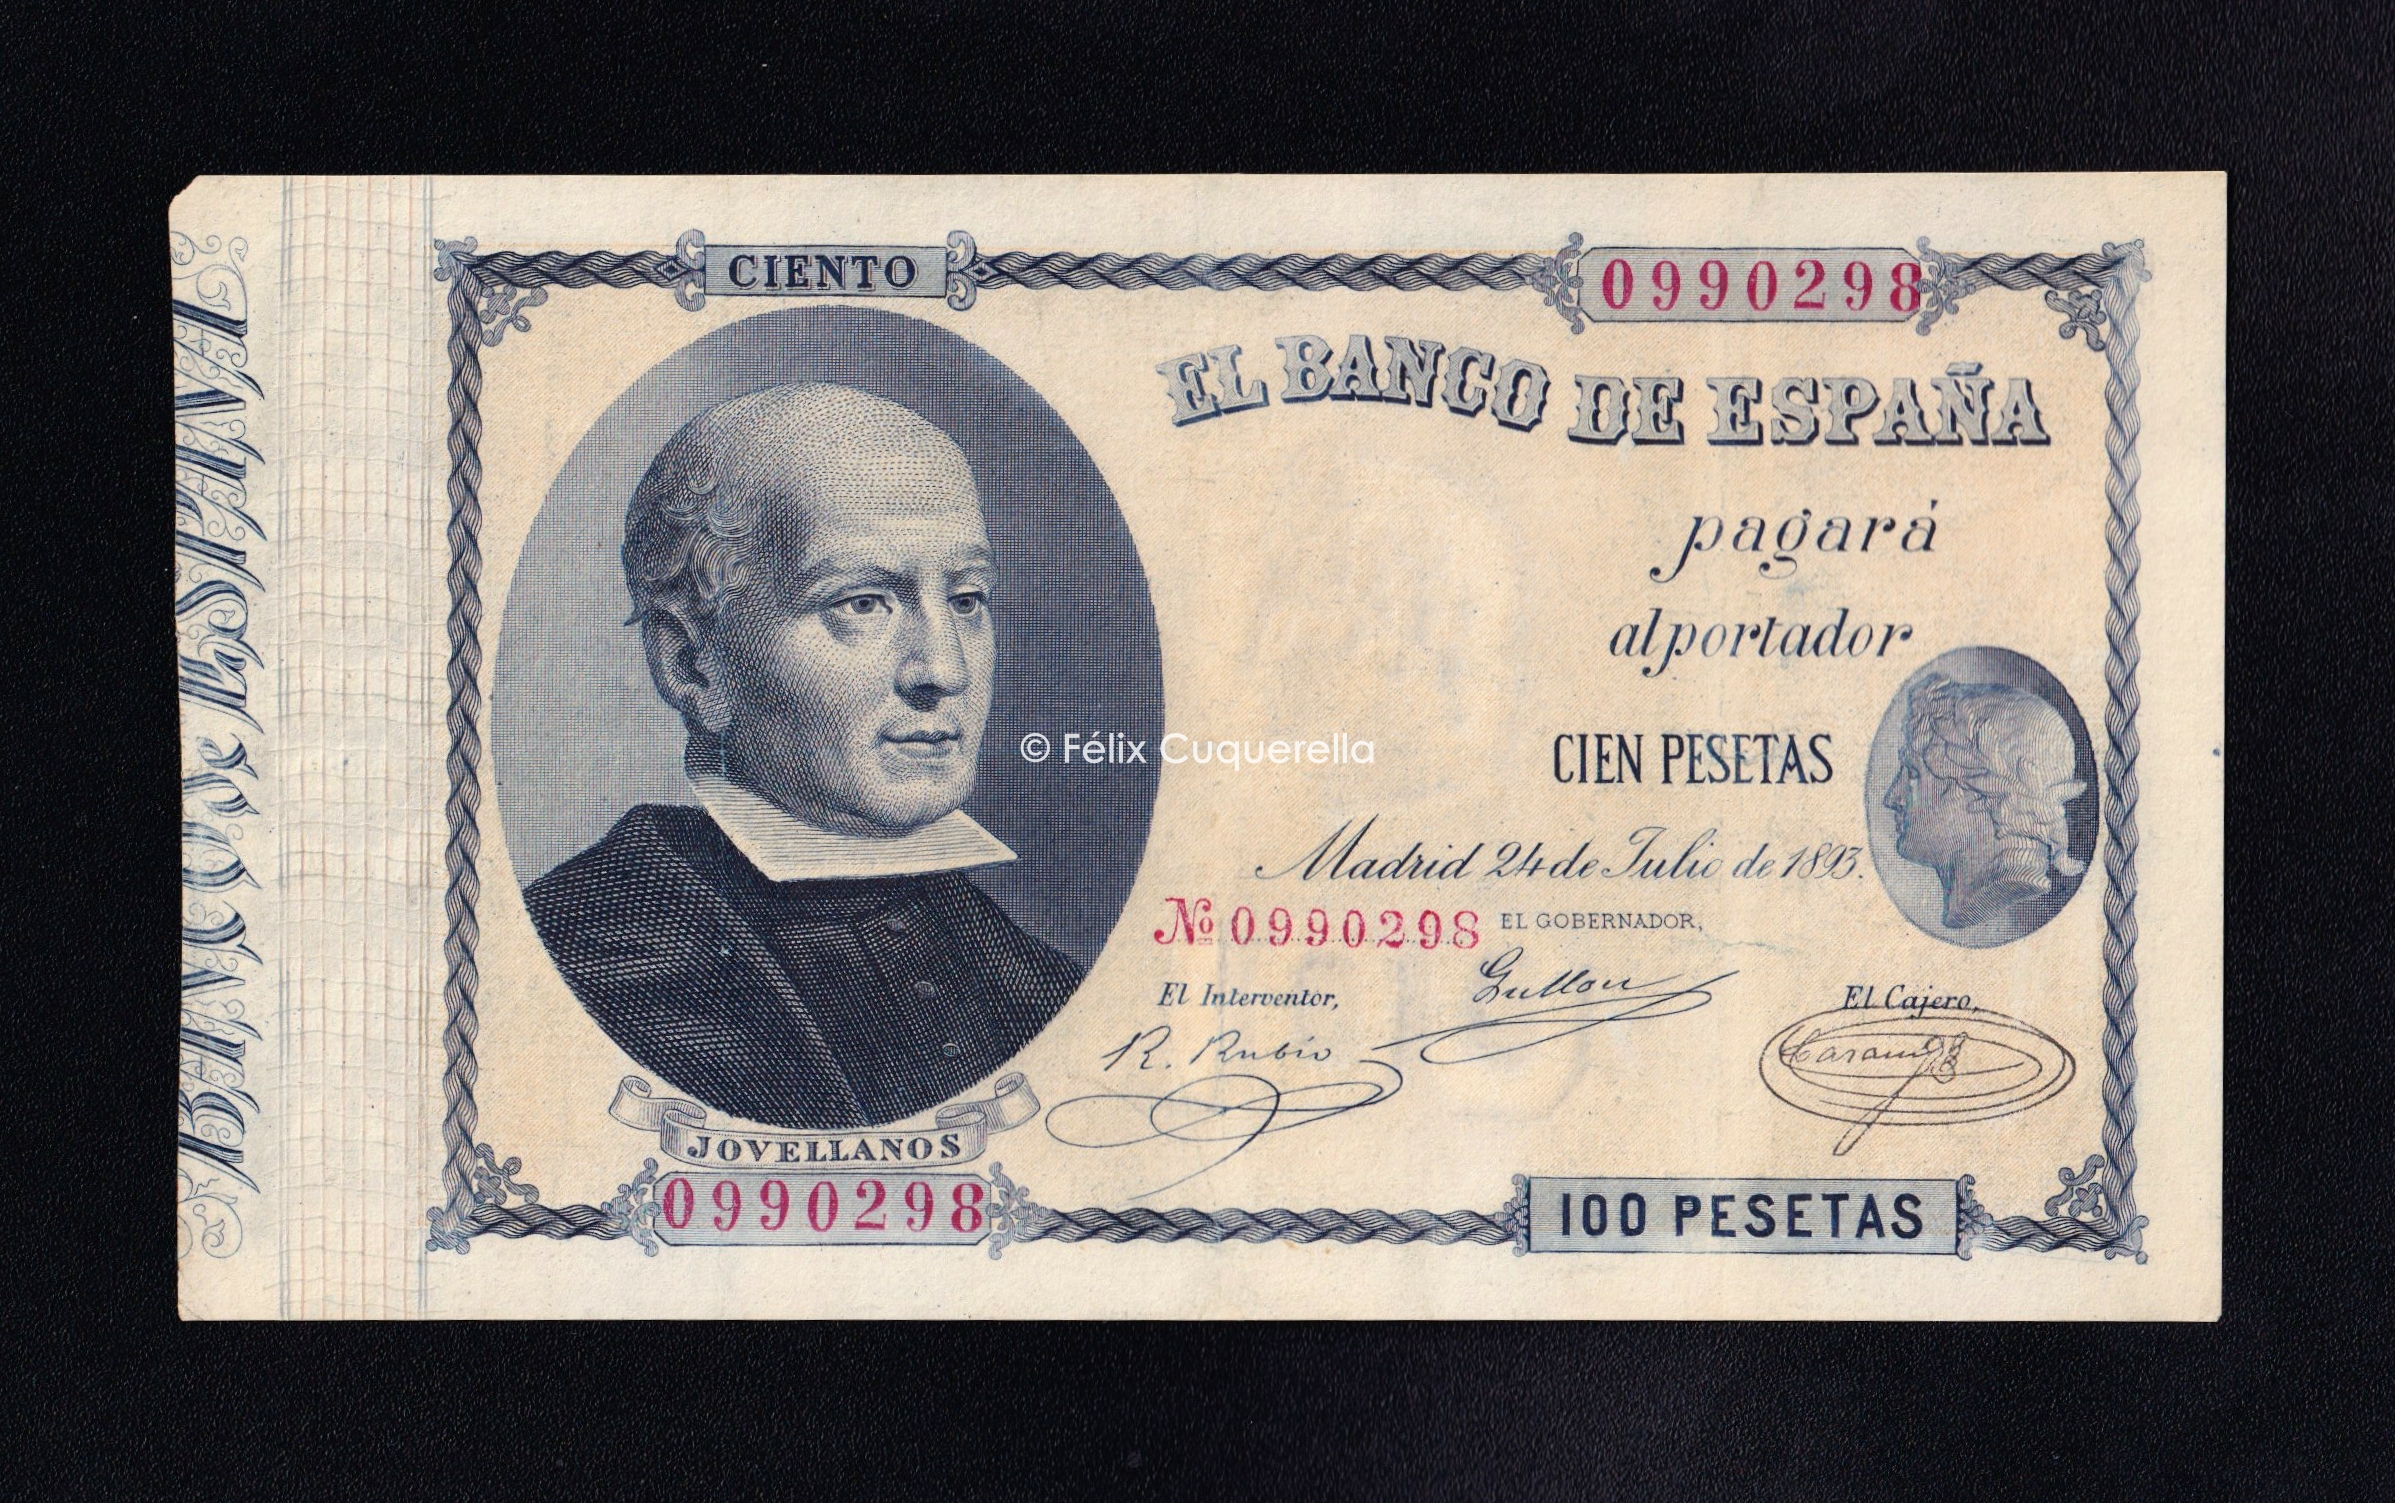 BANCO de ESPAÑA
CIENTO
0990298
EL BANCO DE ESPAÑA
pagará
al portador
CIEN PESETAS
© Félix Cuquerella
Madrid 24 de Julio de 1893.
No 0990298 EL GOBERNADOR,
Gullon
El Interventor,
El Cajero,
R. Rubio
JOVELLANOS
0990298
100 PESETAS